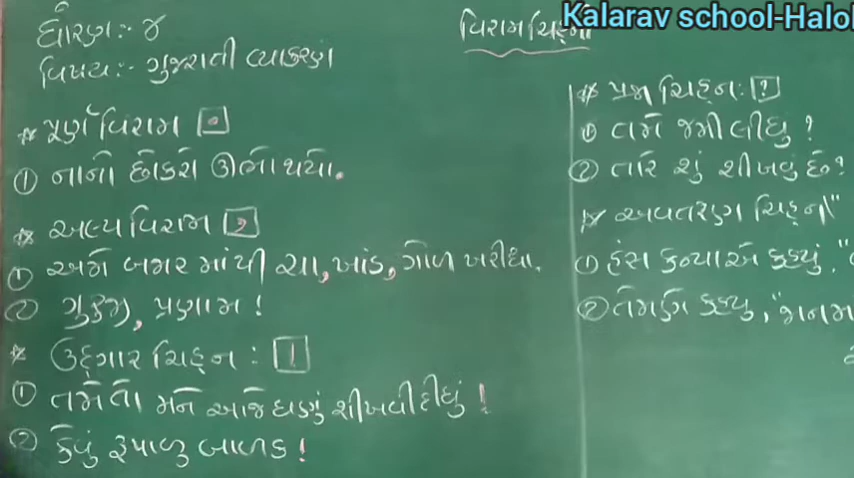 Kalarav school-Halol
ધોરણ :- ૪
વિષય :- ગુજરાતી વ્યાકરણ
વિરામચિહ્નો
* પૂર્ણવિરામ [.]
① નાનો છોકરો ઊભો થયો.
* અલ્પવિરામ [,]
① અમે બજાર માંથી ચા, ખાંડ, ગોળ ખરીદ્યા.
② ગુરુજી, પ્રણામ !
* ઉદ્ગાર ચિહ્ન : [!]
① તમે તો મને આજે ઘણું શીખવી દીધું !
② કેવું રૂપાળુ બાળક !
* પ્રશ્ન ચિહ્ન : [?]
① તમે જમી લીધુ ?
② તારે શું શીખવું છે ?
* અવતરણ ચિહ્ન "
① હંસ કન્યાએ કહ્યું, "
② તેમણે કહ્યુ, "